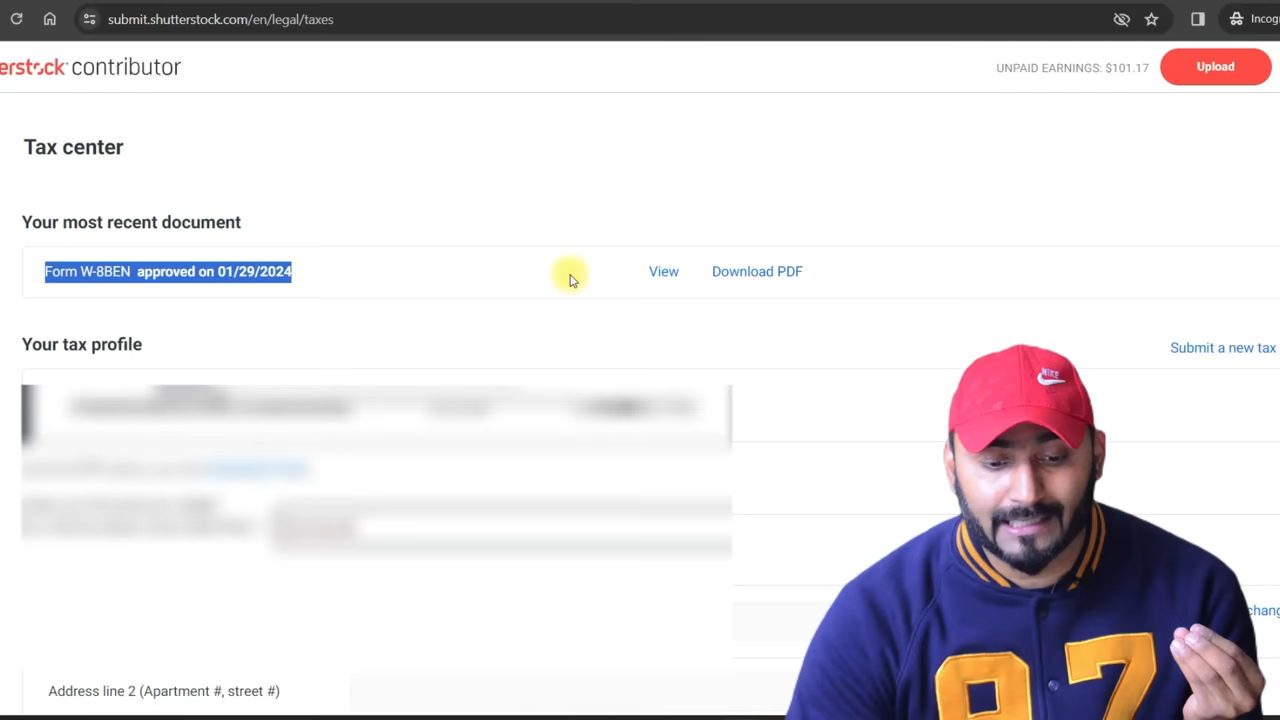 submit.shutterstock.com/en/legal/taxes
Incog
erstock contributor
UNPAID EARNINGS: $101.17
Upload
Tax center
Your most recent document
Form W-8BEN approved on 01/29/2024
View
Download PDF
Your tax profile
Submit a new tax
NIKE
chang
Address line 2 (Apartment #, street #)
97